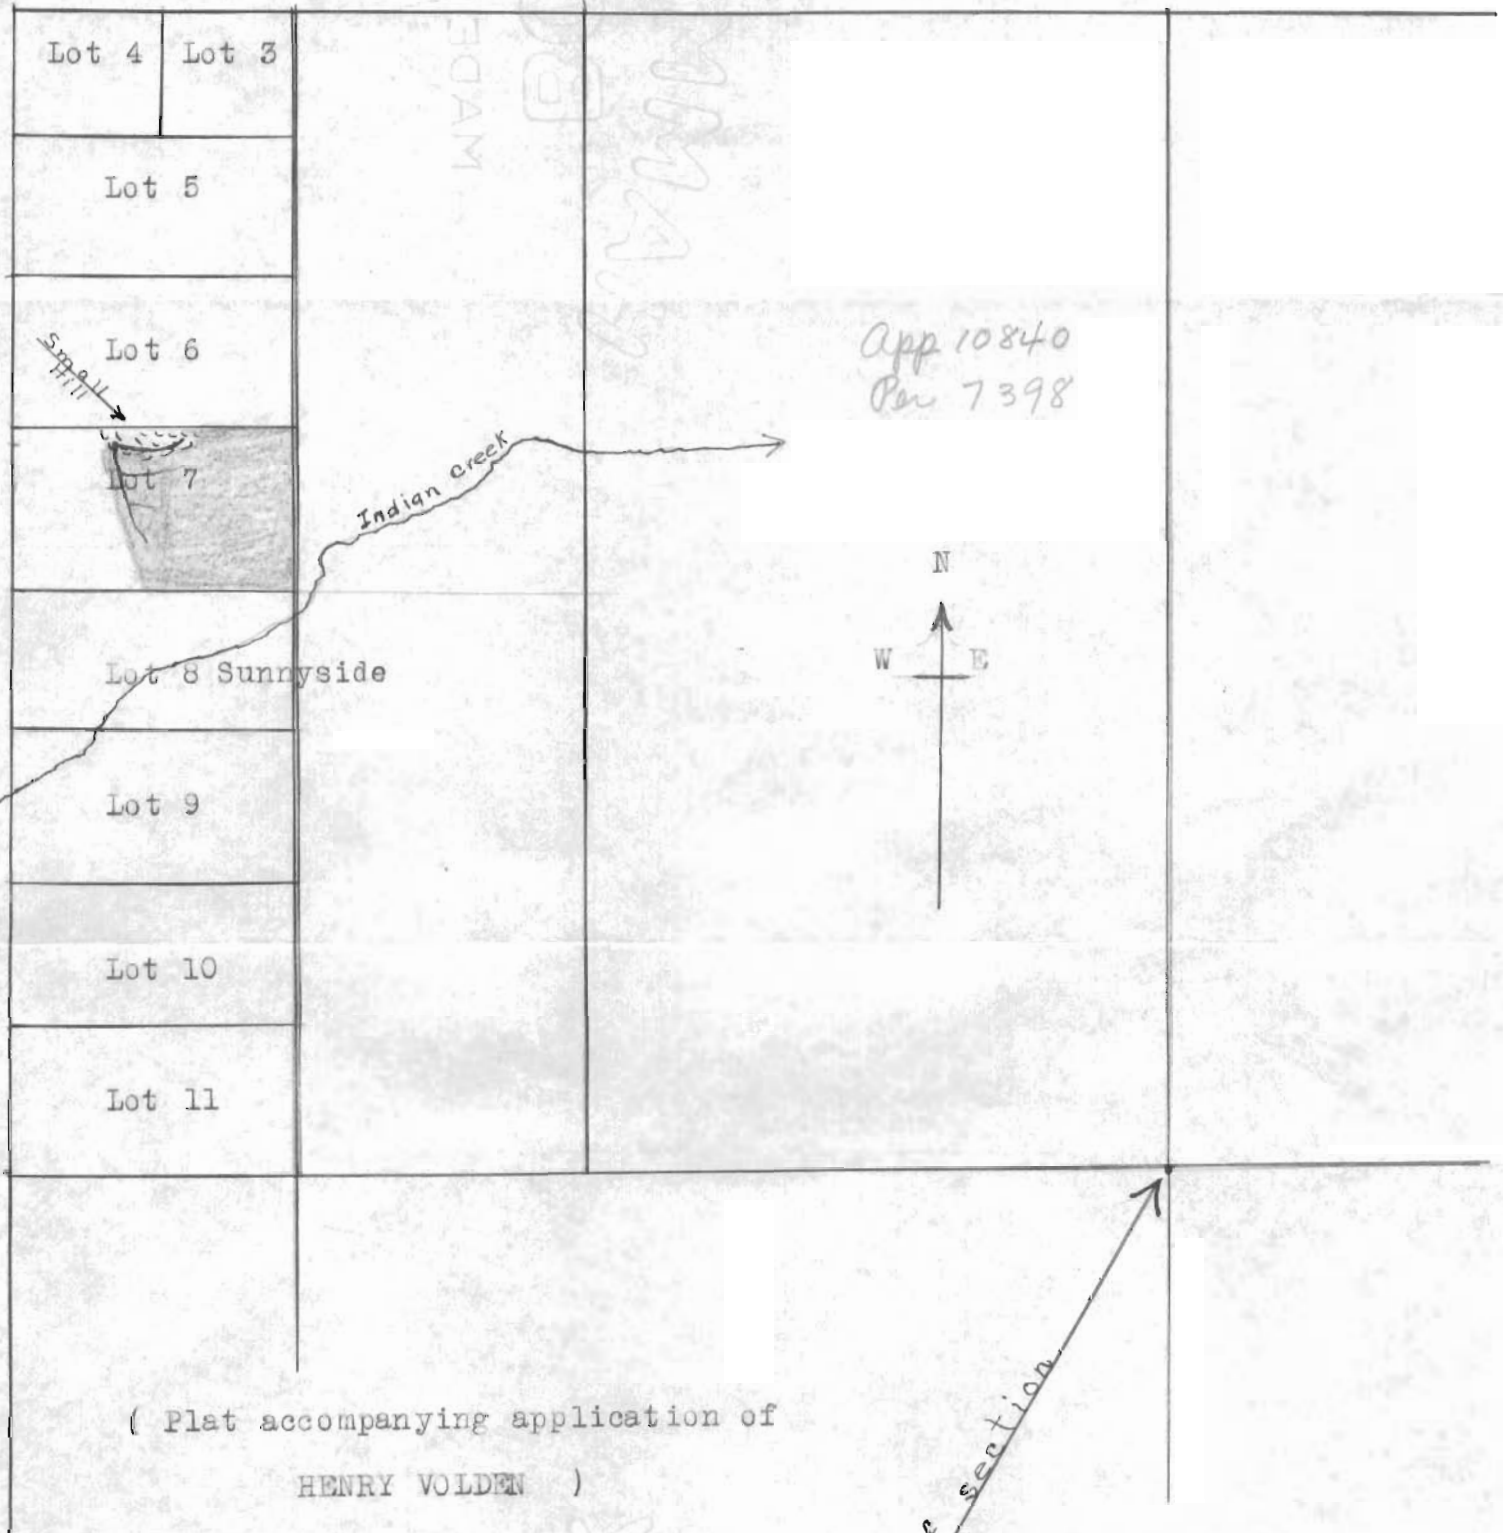 Lot 4 Lot 3
Lot 5
Lot 6
Small
Hill
App 10840
Per 7398
Lot 7
Indian Creek
N
W E
Lot 8 Sunnyside
Lot 9
Lot 10
Lot 11
section
( Plat accompanying application of
HENRY VOLDEN )